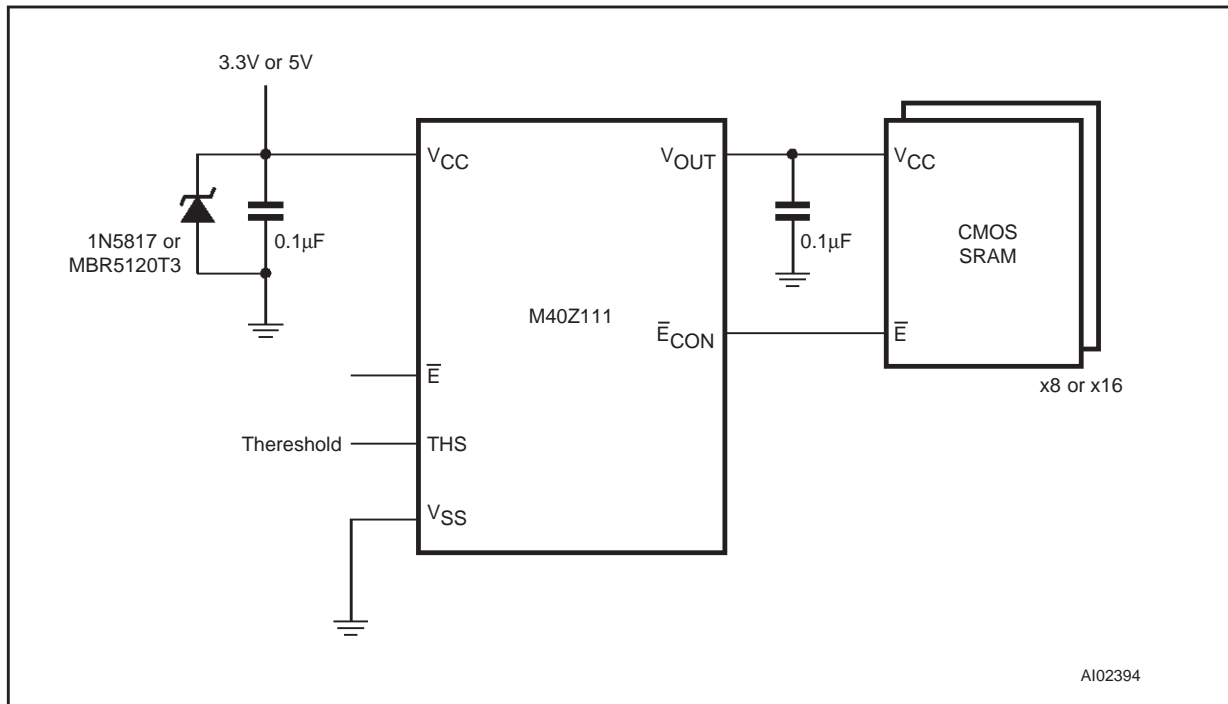 3.3V or 5V
VCC
VOUT
VCC
1N5817 or
MBR5120T3
0.1μF
0.1μF
CMOS
SRAM
M40Z111
E̅CON
E̅
E̅
x8 or x16
Thereshold
THS
VSS
AI02394